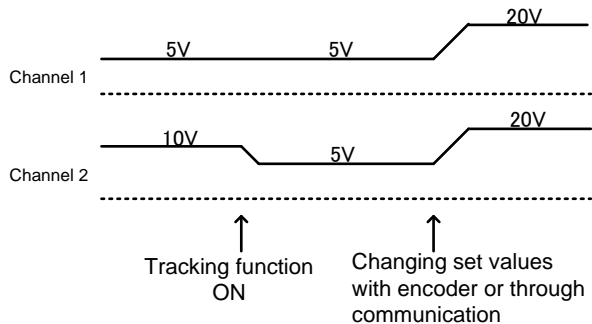 20V
5V 5V
Channel 1
20V
10V
5V
Channel 2
Tracking function
ON
Changing set values
with encoder or through
communication